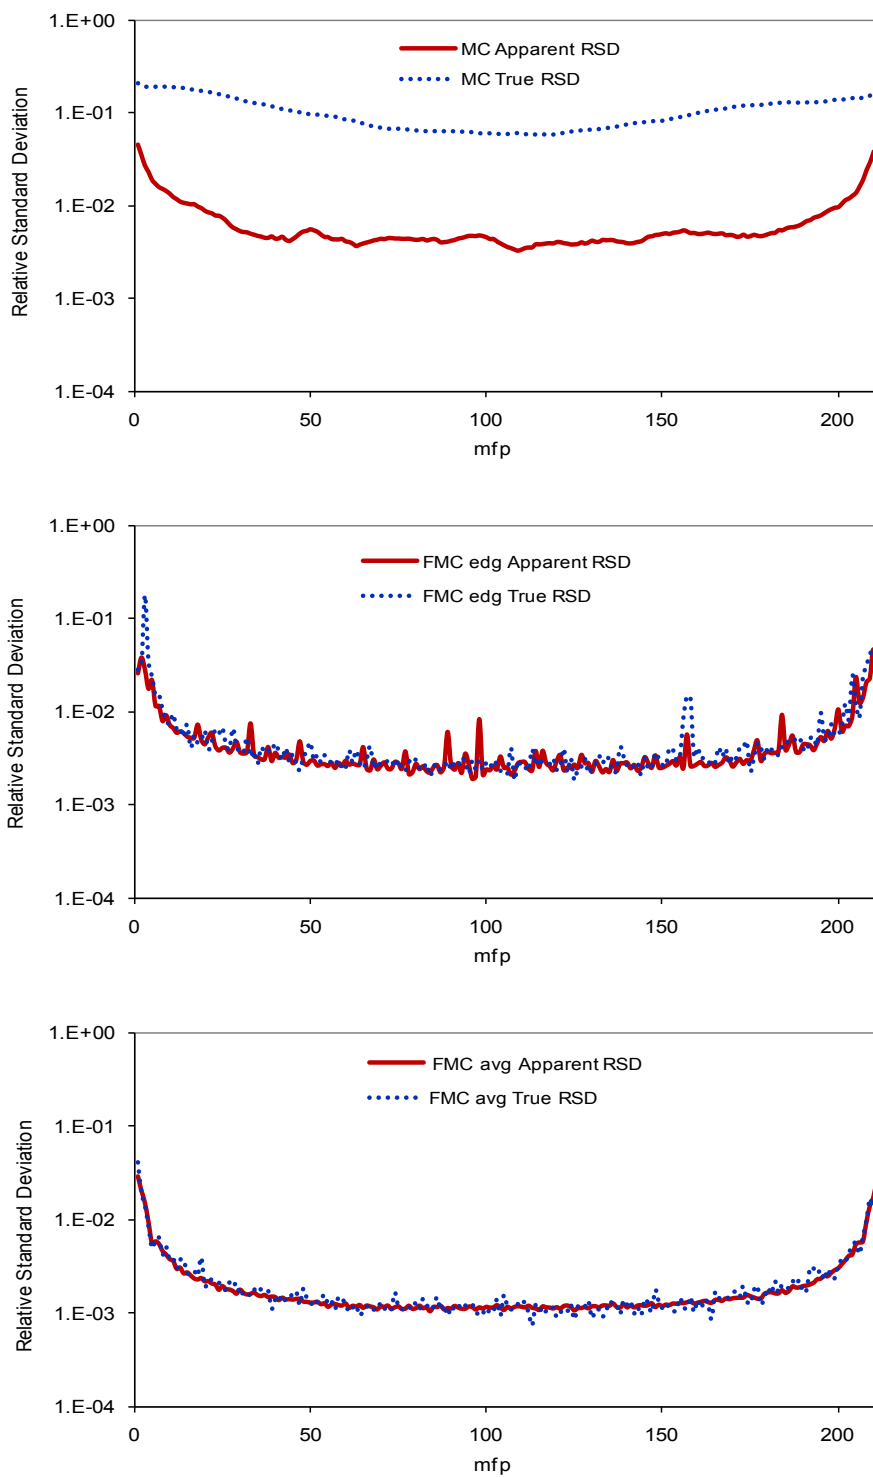 1.E+00
MC Apparent RSD
MC True RSD
1.E-01
1.E-02
1.E-03
1.E-04
Relative Standard Deviation
0 50 100 150 200
mfp
1.E+00
FMC edg Apparent RSD
FMC edg True RSD
1.E-01
1.E-02
1.E-03
1.E-04
Relative Standard Deviation
0 50 100 150 200
mfp
1.E+00
FMC avg Apparent RSD
FMC avg True RSD
1.E-01
1.E-02
1.E-03
1.E-04
Relative Standard Deviation
0 50 100 150 200
mfp